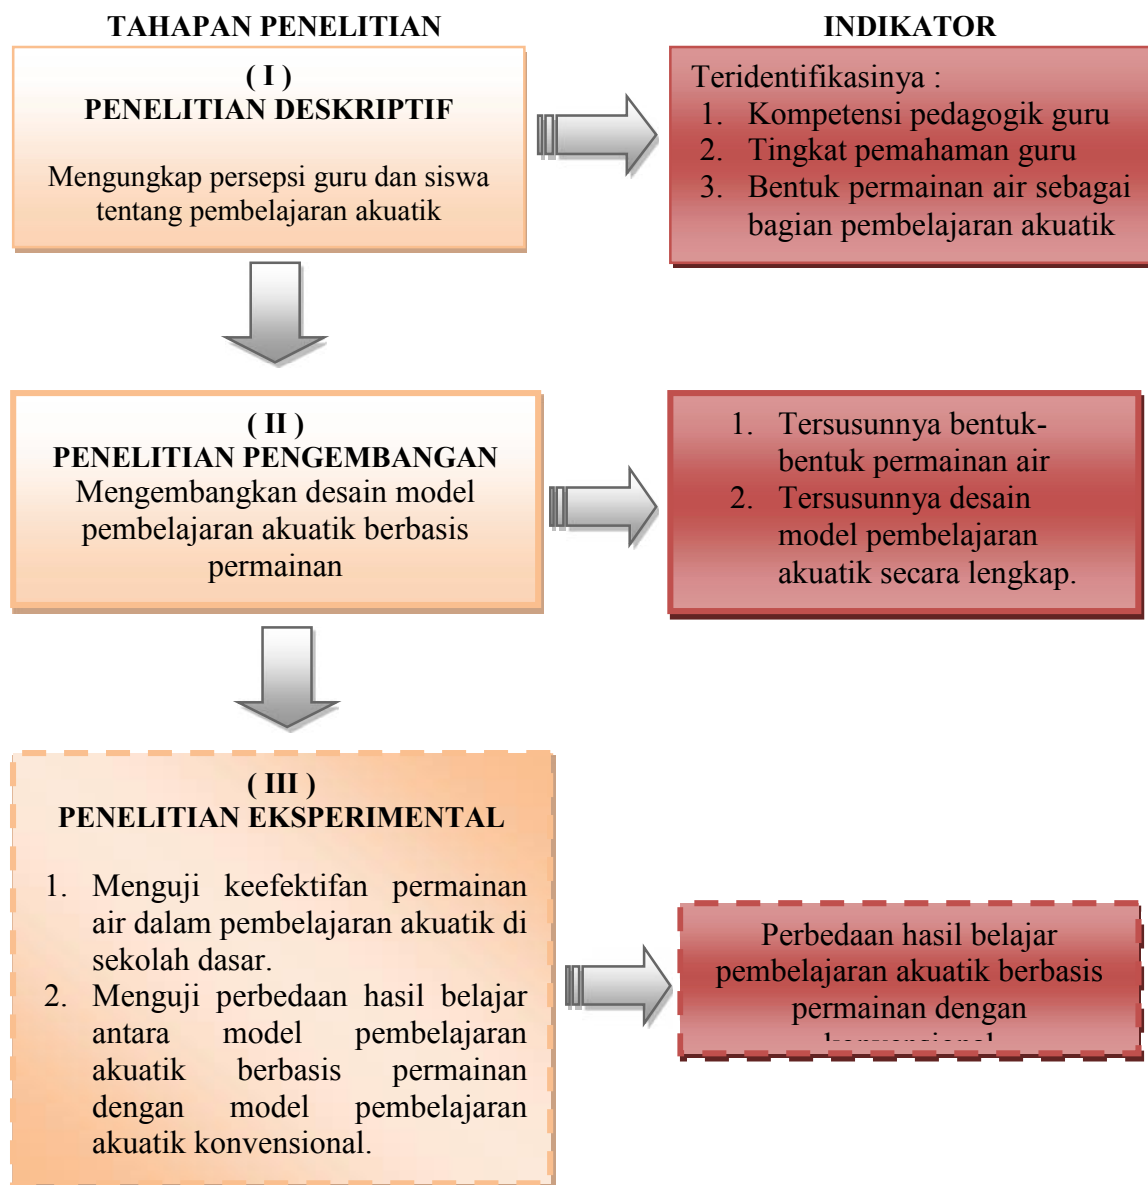 TAHAPAN PENELITIAN
INDIKATOR
( I )
PENELITIAN DESKRIPTIF
Mengungkap persepsi guru dan siswa
tentang pembelajaran akuatik
Teridentifikasinya :
1. Kompetensi pedagogik guru
2. Tingkat pemahaman guru
3. Bentuk permainan air sebagai
bagian pembelajaran akuatik
( II )
PENELITIAN PENGEMBANGAN
Mengembangkan desain model
pembelajaran akuatik berbasis
permainan
1. Tersusunnya bentuk-
bentuk permainan air
2. Tersusunnya desain
model pembelajaran
akuatik secara lengkap.
( III )
PENELITIAN EKSPERIMENTAL
1. Menguji keefektifan permainan
air dalam pembelajaran akuatik di
sekolah dasar.
2. Menguji perbedaan hasil belajar
antara model pembelajaran
akuatik berbasis permainan
dengan model pembelajaran
akuatik konvensional.
Perbedaan hasil belajar
pembelajaran akuatik berbasis
permainan dengan